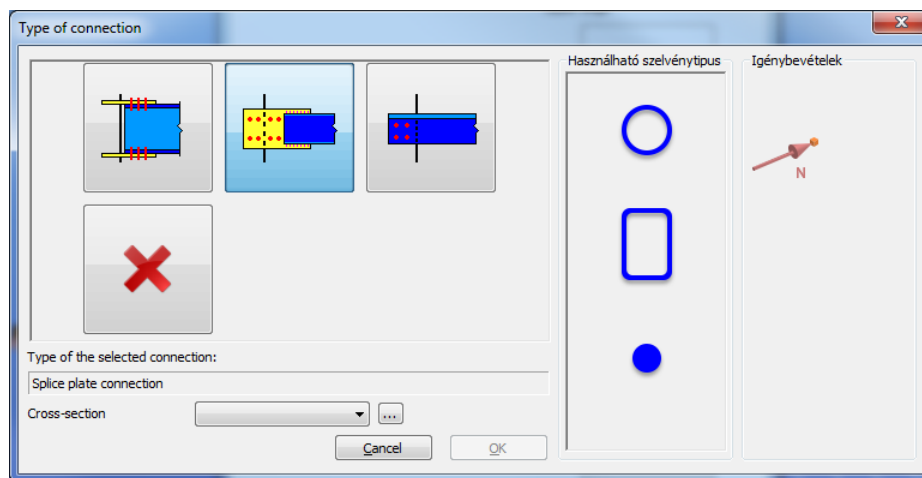 Type of connection
Használható szelvénytipus
Igénybevételek
N
Type of the selected connection:
Splice plate connection
Cross-section
...
Cancel
OK